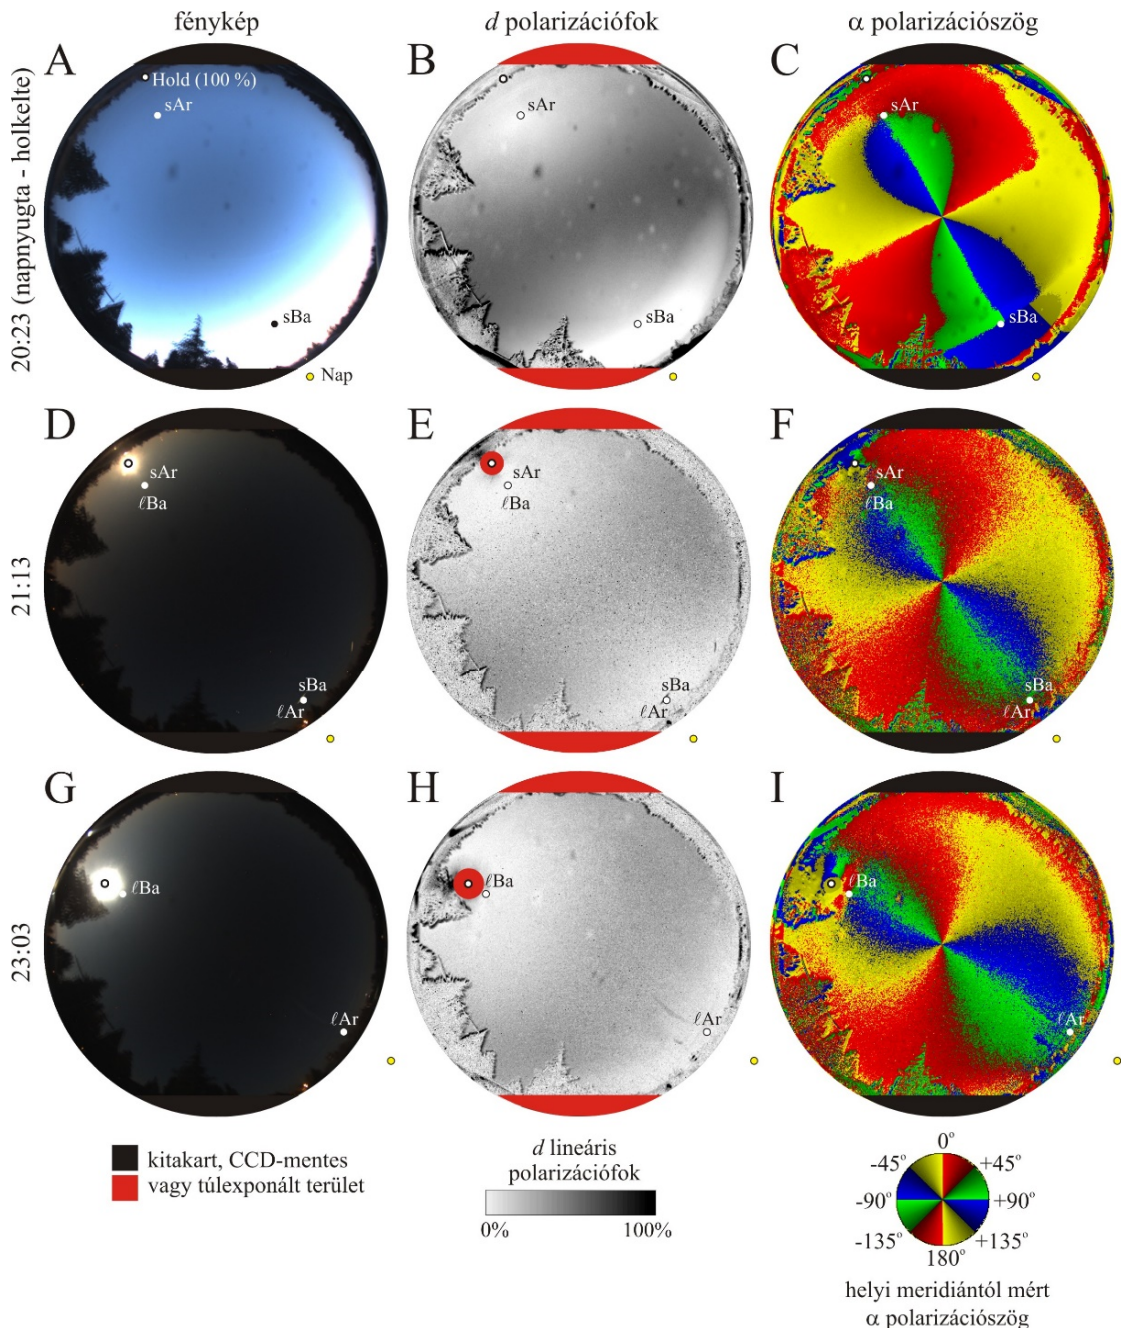 fénykép
d polarizációfok
α polarizációszög
20:23 (napnyugta - holkelte)
A
Hold (100 %)
sAr
sBa
Nap
B
sAr
sBa
C
sAr
sBa
21:13
D
sAr
ℓBa
sBa
ℓAr
E
sAr
ℓBa
sBa
ℓAr
F
sAr
ℓBa
sBa
ℓAr
23:03
G
ℓBa
ℓAr
H
ℓBa
ℓAr
I
ℓBa
ℓAr
kitakart, CCD-mentes
vagy túlexponált terület
d lineáris
polarizációfok
0% 100%
0°
-45° +45°
-90° +90°
-135° +135°
180°
helyi meridiántól mért
α polarizációszög